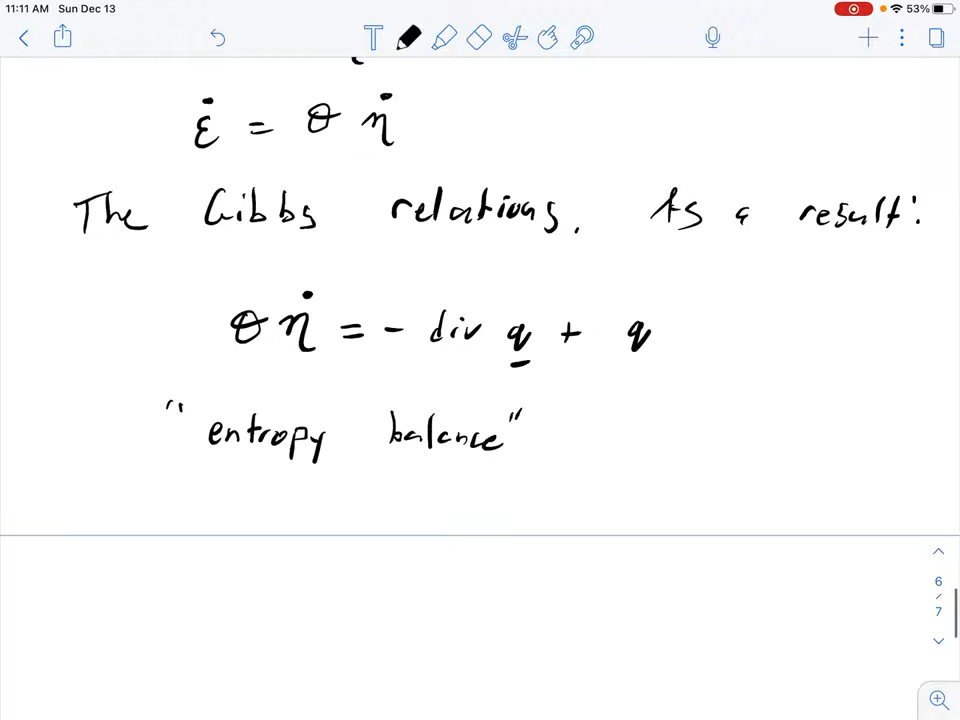 11:11 AM Sun Dec 13 53%
ε̇ = θ η̇
The Gibbs relations. As a result:
θ η̇ = - div q + q
"entropy balance"
6
/
7